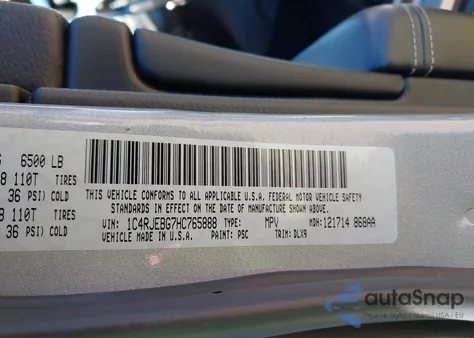 6500 LB
110T TIRES
36 PSI) COLD
110T TIRES
36 PSI) COLD
THIS VEHICLE CONFORMS TO ALL APPLICABLE U.S.A. FEDERAL MOTOR VEHICLE SAFETY
STANDARDS IN EFFECT ON THE DATE OF MANUFACTURE SHOWN ABOVE.
VIN: 1C4RJEBG7HC765888 TYPE: MPV MDH: 121714 868AA
VEHICLE MADE IN: U.S.A. PAINT: PSC TRIM: DLX9
autoSnap